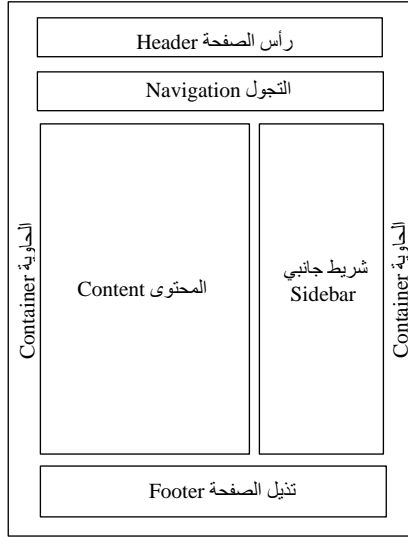 رأس الصفحة Header
التجول Navigation
الحاوية Container
شريط جانبي
Sidebar
المحتوى Content
الحاوية Container
تذيل الصفحة Footer